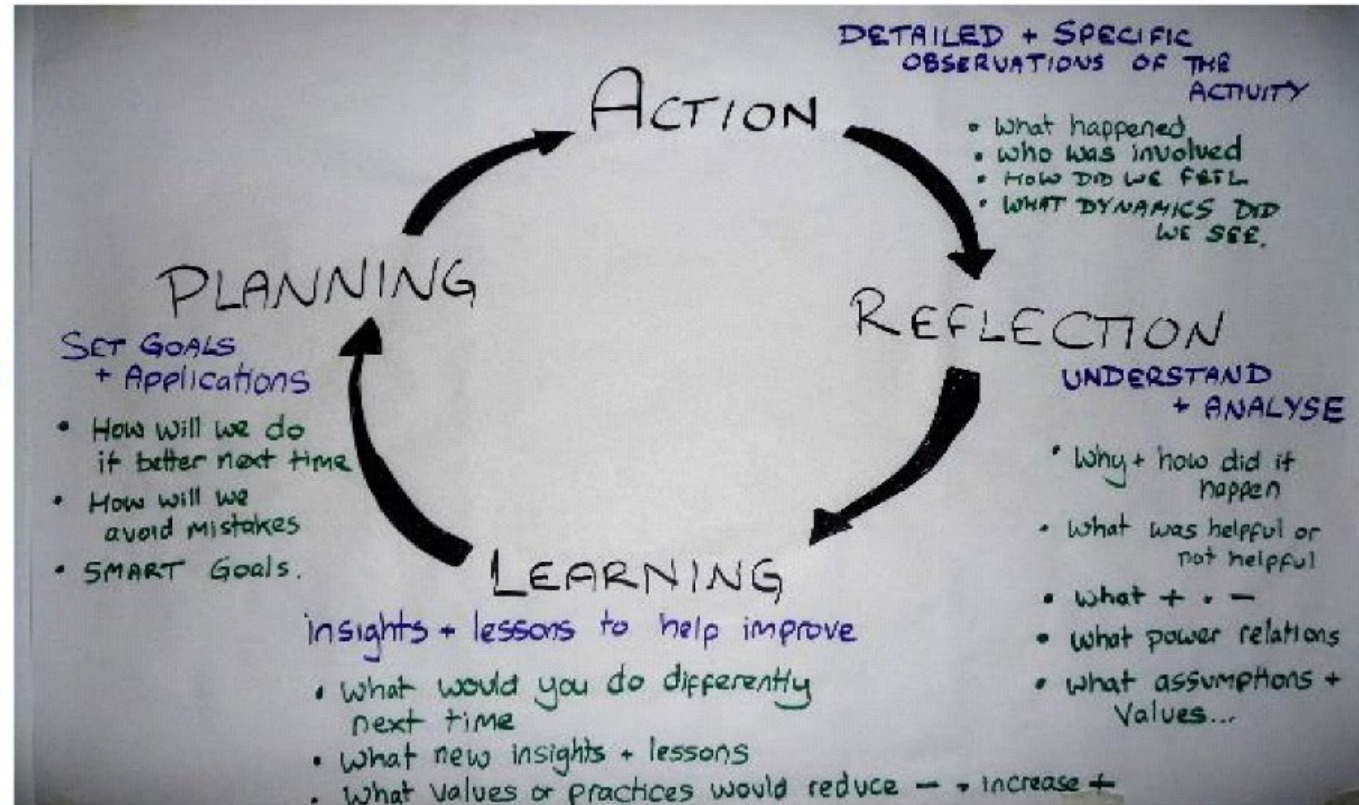 ACTION
DETAILED + SPECIFIC
OBSERVATIONS OF THE
ACTIVITY
• What happened
• who was involved
• HOW DID WE FEEL
• WHAT DYNAMICS DID
WE SEE.
REFLECTION
UNDERSTAND
+ ANALYSE
• Why + how did it
happen
• What was helpful or
not helpful
• what + • −
• what power relations
• what assumptions +
Values...
LEARNING
insights + lessons to help improve
• what would you do differently
next time
• What new insights + lessons
• What values or practices would reduce − • increase +
PLANNING
SET GOALS
+ Applications
• How will we do
it better next time
• How will we
avoid mistakes
• SMART Goals.